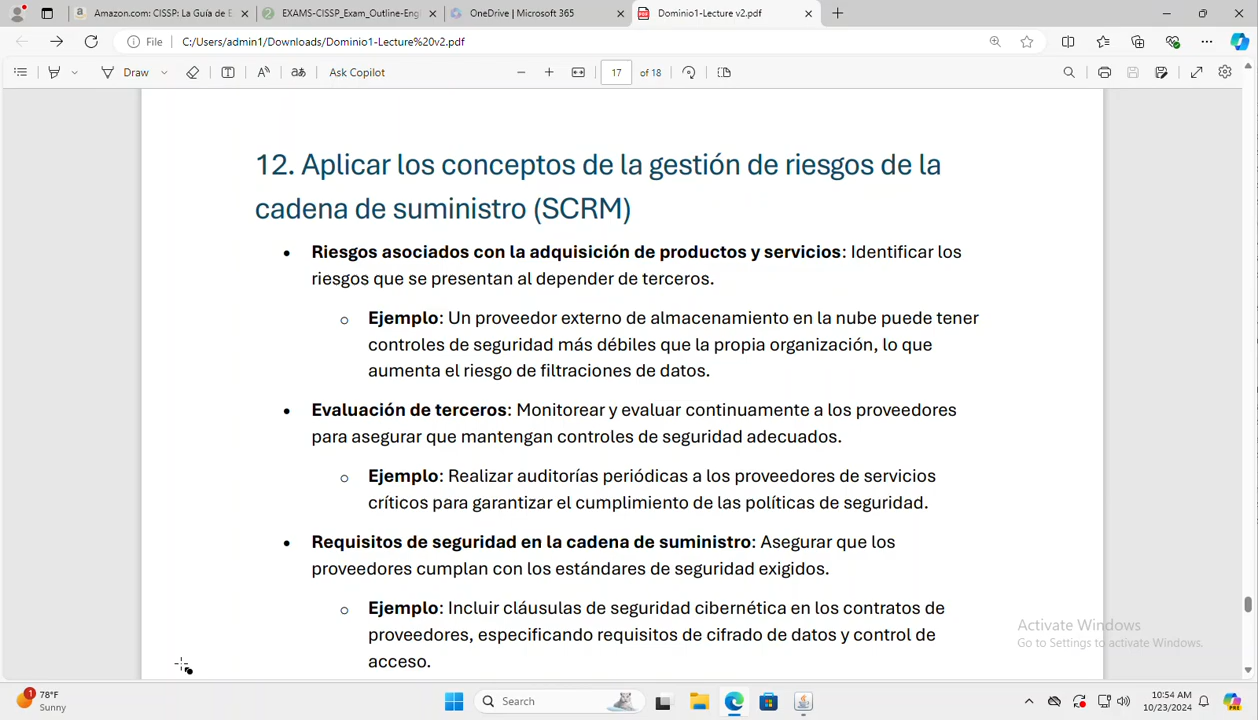 Amazon.com: CISSP: La Guía de E
EXAMS-CISSP_Exam_Outline-Eng
OneDrive | Microsoft 365
Dominio1-Lecture v2.pdf
File
C:/Users/admin1/Downloads/Dominio1-Lecture%20v2.pdf
Draw
Ask Copilot
17 of 18
12. Aplicar los conceptos de la gestión de riesgos de la
cadena de suministro (SCRM)
• Riesgos asociados con la adquisición de productos y servicios: Identificar los
riesgos que se presentan al depender de terceros.
o Ejemplo: Un proveedor externo de almacenamiento en la nube puede tener
controles de seguridad más débiles que la propia organización, lo que
aumenta el riesgo de filtraciones de datos.
• Evaluación de terceros: Monitorear y evaluar continuamente a los proveedores
para asegurar que mantengan controles de seguridad adecuados.
o Ejemplo: Realizar auditorías periódicas a los proveedores de servicios
críticos para garantizar el cumplimiento de las políticas de seguridad.
• Requisitos de seguridad en la cadena de suministro: Asegurar que los
proveedores cumplan con los estándares de seguridad exigidos.
o Ejemplo: Incluir cláusulas de seguridad cibernética en los contratos de
proveedores, especificando requisitos de cifrado de datos y control de
acceso.
Activate Windows
Go to Settings to activate Windows.
1
78°F
Sunny
Search
10:54 AM
10/23/2024